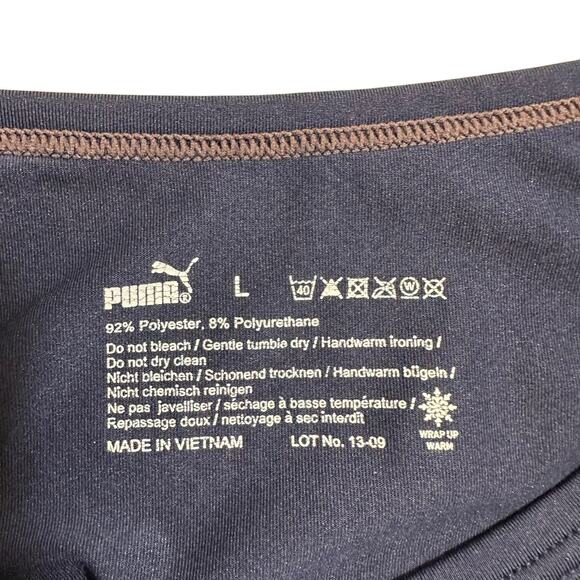 PUMA® L 40 W
92% Polyester, 8% Polyurethane
Do not bleach / Gentle tumble dry / Handwarm ironing /
Do not dry clean
Nicht bleichen / Schonend trocknen / Handwarm bügeln /
Nicht chemisch reinigen
Ne pas javalliser / séchage à basse température /
Repassage doux / nettoyage à sec interdit
MADE IN VIETNAM LOT No. 13-09
WRAP UP
WARM